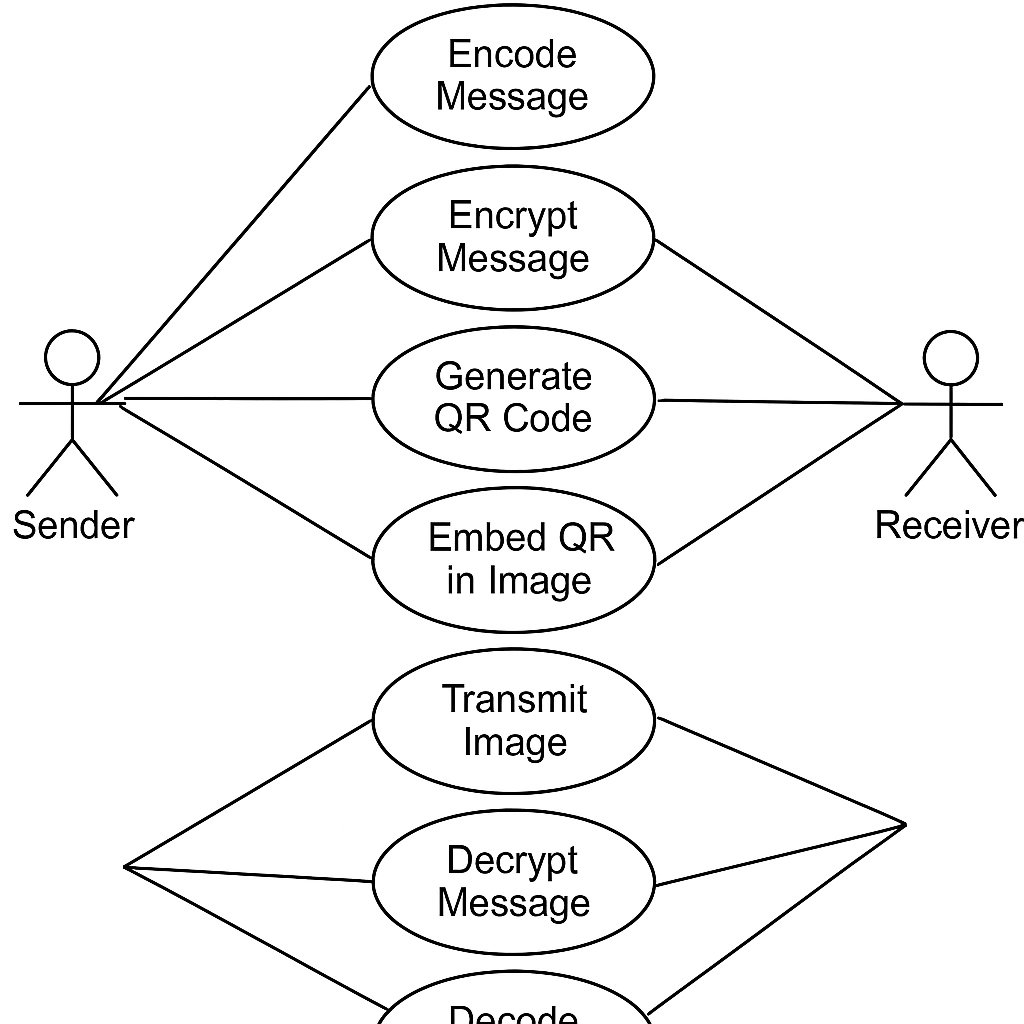 Encode
Message
Encrypt
Message
Generate
QR Code
Sender
Receiver
Embed QR
in Image
Transmit
Image
Decrypt
Message
Decode